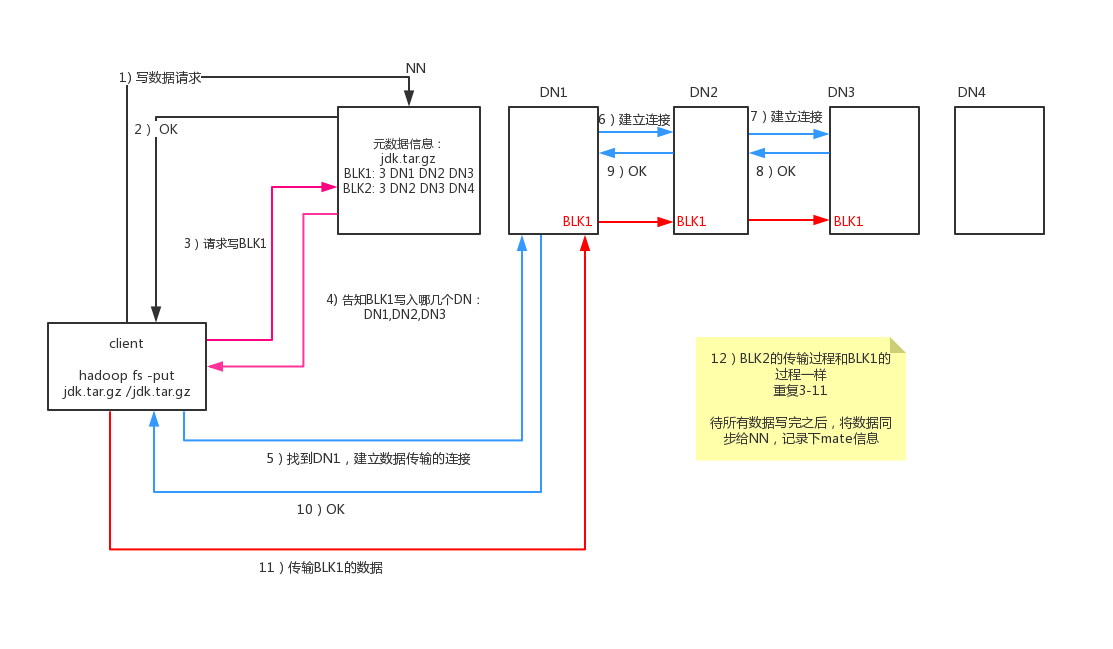 1) 写数据请求
NN
2） OK
元数据信息：
jdk.tar.gz
BLK1: 3 DN1 DN2 DN3
BLK2: 3 DN2 DN3 DN4
DN1
DN2
DN3
DN4
6）建立连接
7）建立连接
9）OK
8）OK
BLK1
BLK1
BLK1
3）请求写BLK1
4) 告知BLK1写入哪几个DN：
DN1,DN2,DN3
client
hadoop fs -put
jdk.tar.gz /jdk.tar.gz
5）找到DN1，建立数据传输的连接
10）OK
11）传输BLK1的数据
12）BLK2的传输过程和BLK1的
过程一样
重复3-11
待所有数据写完之后，将数据同
步给NN，记录下mate信息